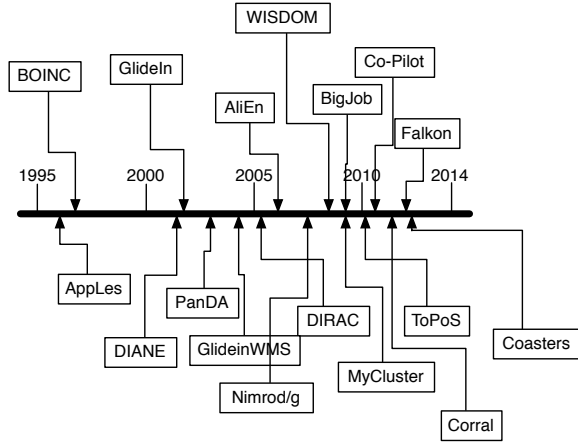 WISDOM
BOINC
GlideIn
Co-Pilot
AliEn
BigJob
Falkon
1995
2000
2005
2010
2014
AppLes
PanDA
DIRAC
ToPoS
DIANE
GlideinWMS
Coasters
Nimrod/g
MyCluster
Corral